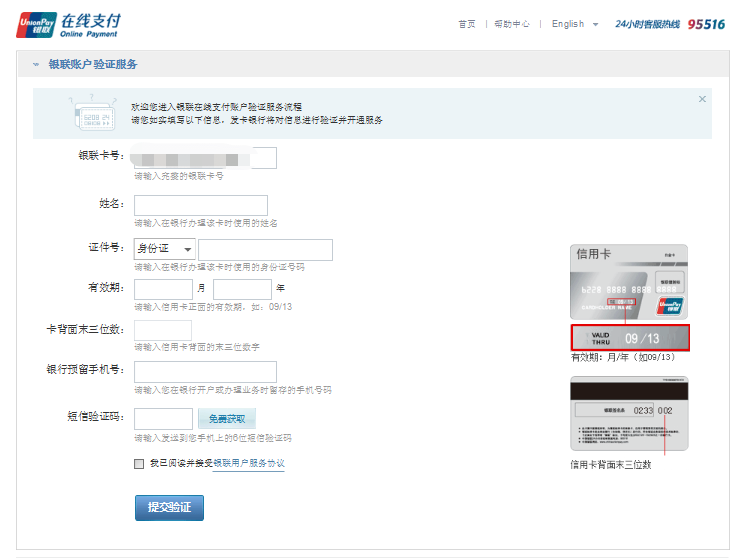 UnionPay
银联
在线支付
Online Payment
首页 | 帮助中心 | English
24小时客服热线 95516
银联账户验证服务
欢迎您进入银联在线支付账户验证服务流程
请您如实填写以下信息，发卡银行将对信息进行验证并开通服务
银联卡号：
请输入完整的银联卡号
姓名：
请输入在银行办理该卡时使用的姓名
证件号： 身份证
请输入在银行办理该卡时使用的身份证号码
有效期： 月 年
请输入信用卡正面的有效期，如：09/13
卡背面末三位数：
请输入信用卡背面的末三位数字
银行预留手机号：
请输入您在银行开户或办理业务时留存的手机号码
短信验证码： 免费获取
请输入发送到您手机上的6位短信验证码
我已阅读并接受银联用户服务协议
提交验证
信用卡
UnionPay
银联
VALID
THRU 09/13
有效期：月/年（如09/13）
0233 002
信用卡背面末三位数